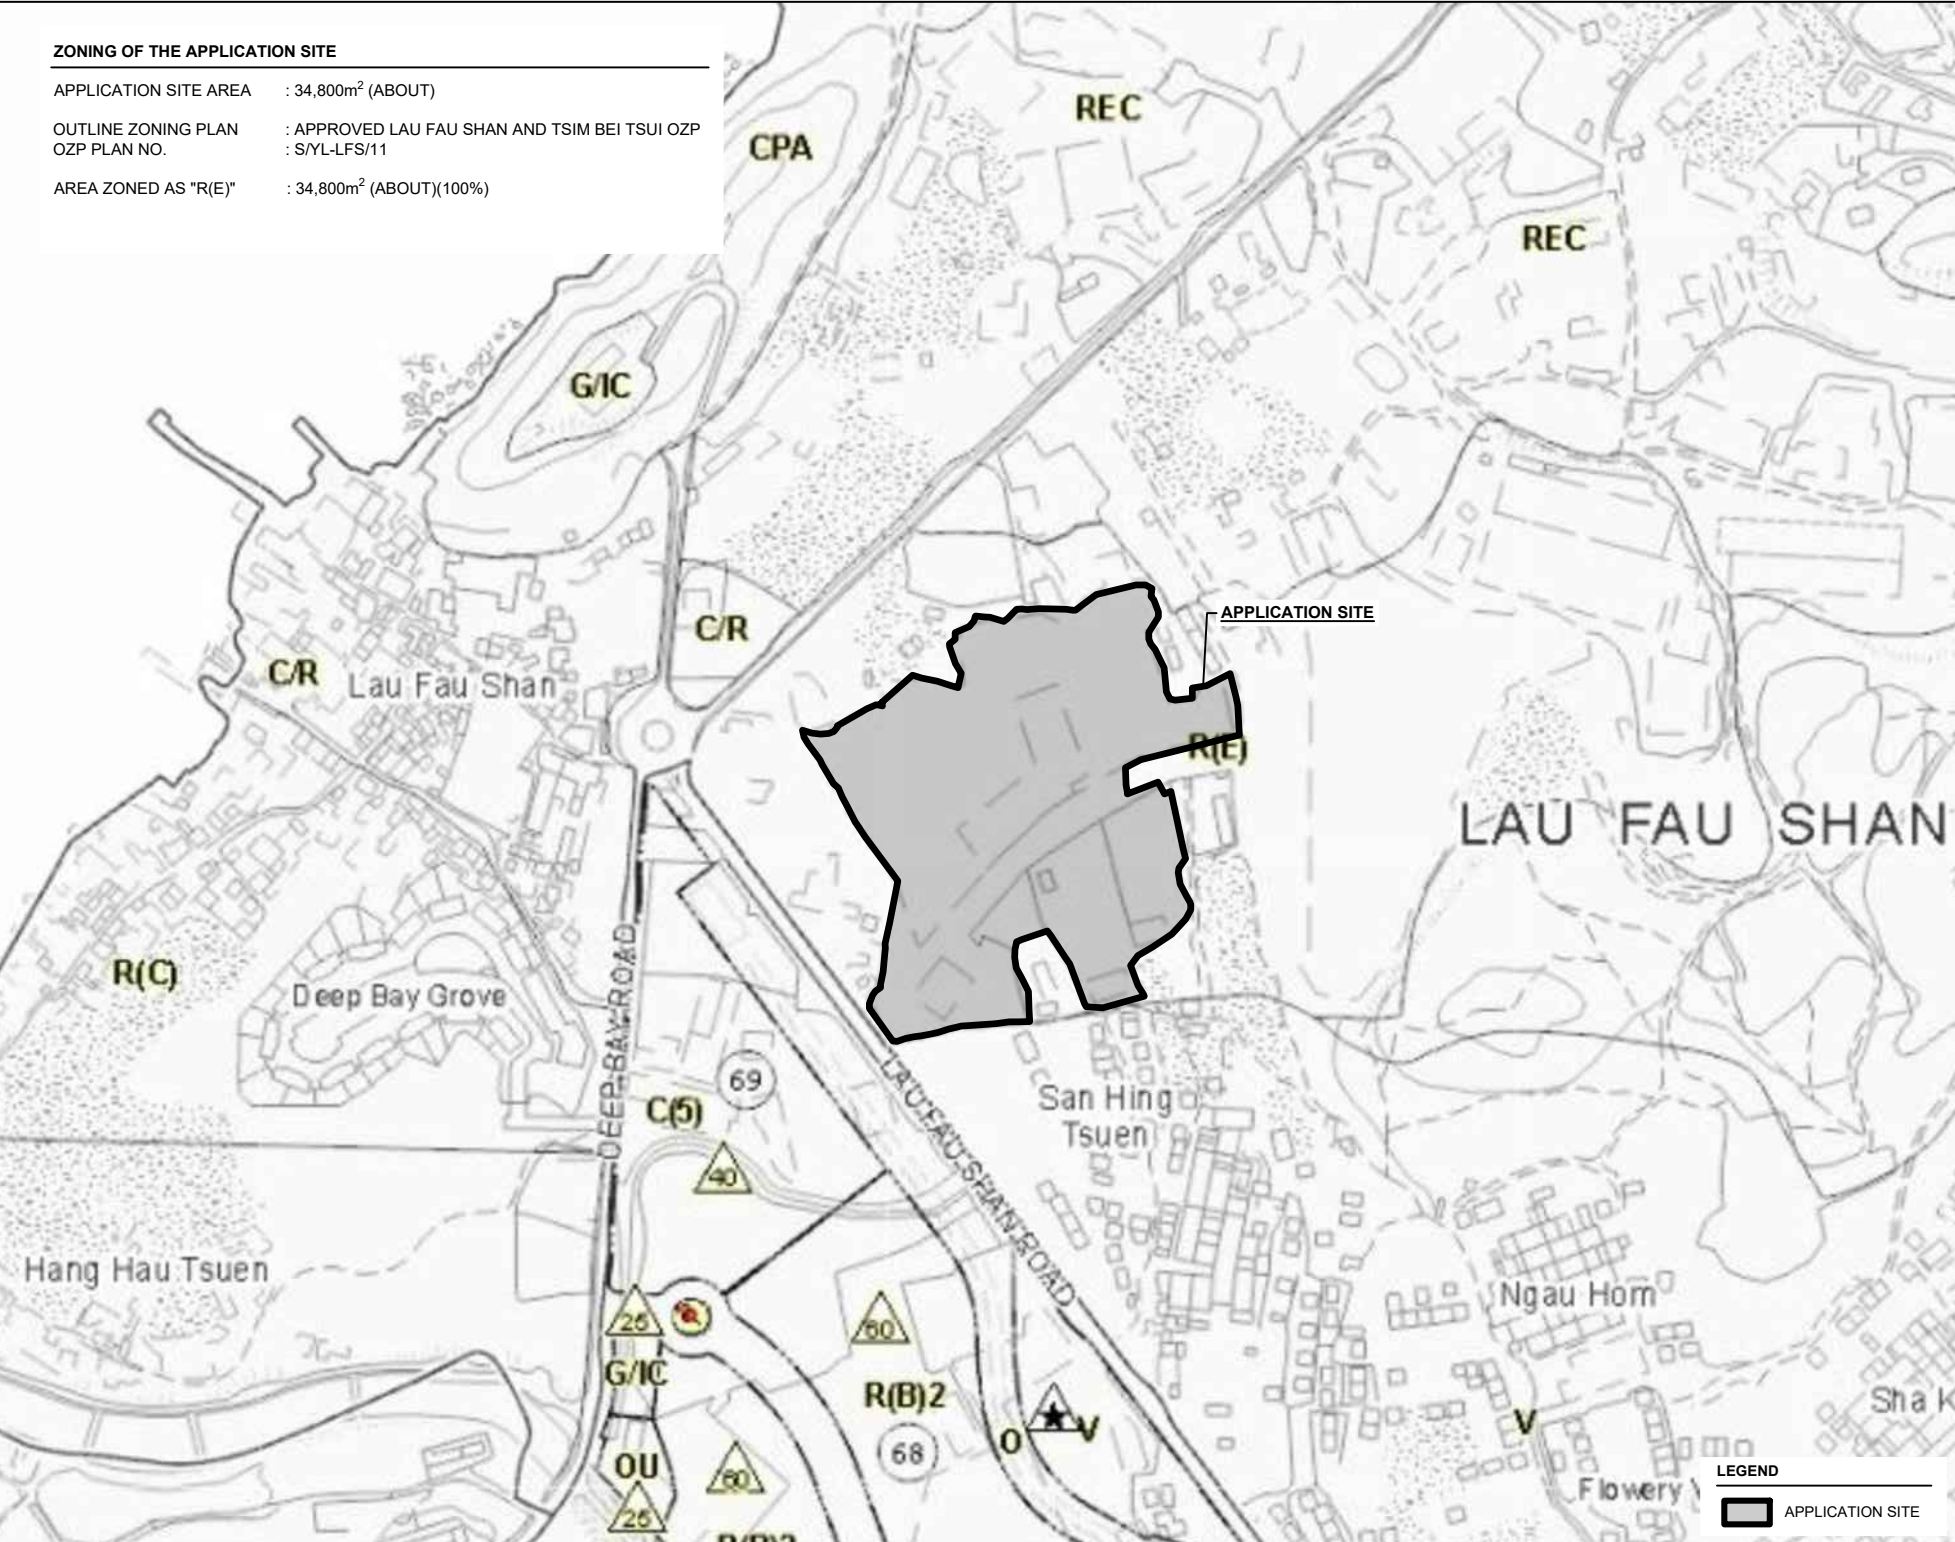 ZONING OF THE APPLICATION SITE
APPLICATION SITE AREA : 34,800m² (ABOUT)
OUTLINE ZONING PLAN : APPROVED LAU FAU SHAN AND TSIM BEI TSUI OZP
OZP PLAN NO. : S/YL-LFS/11
AREA ZONED AS "R(E)" : 34,800m² (ABOUT)(100%)
REC
CPA
REC
G/IC
APPLICATION SITE
C/R
C/R
Lau Fau Shan
R(E)
LAU FAU SHAN
R(C)
Deep Bay Grove
DEEP BAY ROAD
69
C(5)
LAU FAU SHAN ROAD
San Hing
Tsuen
40
Hang Hau Tsuen
Ngau Hom
25
60
G/IC
R(B)2
V
O
V
68
OU
60
25
Flowery
LEGEND
APPLICATION SITE